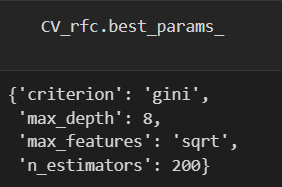 CV_rfc.best_params_
{'criterion': 'gini',
'max_depth': 8,
'max_features': 'sqrt',
'n_estimators': 200}